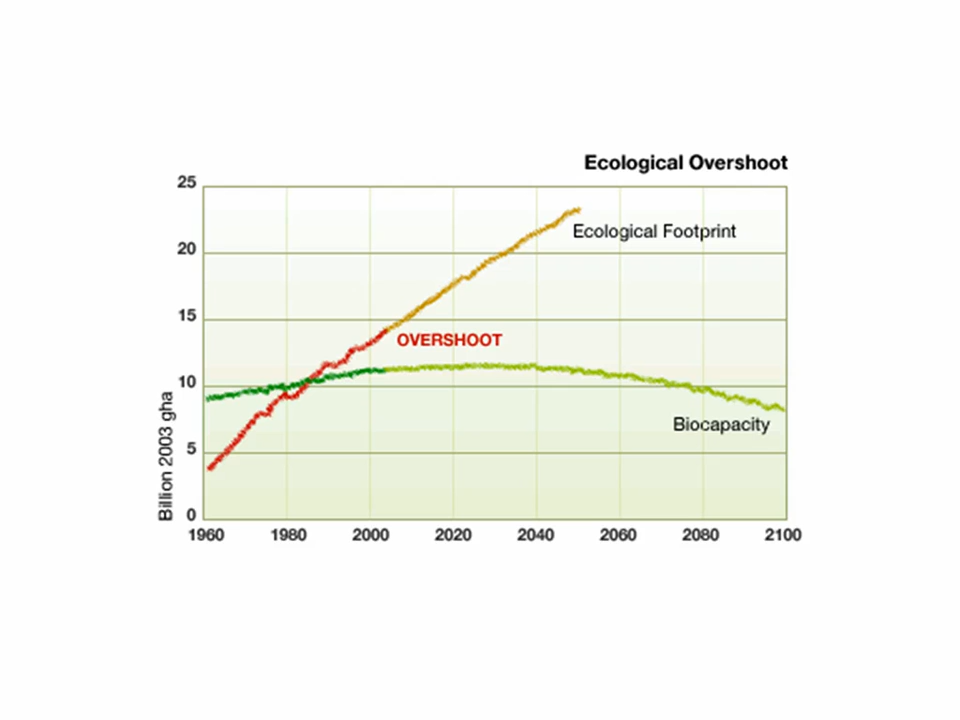 Ecological Overshoot
25
Ecological Footprint
20
15
OVERSHOOT
10
Biocapacity
5
0
Billion 2003 gha
1960 1980 2000 2020 2040 2060 2080 2100